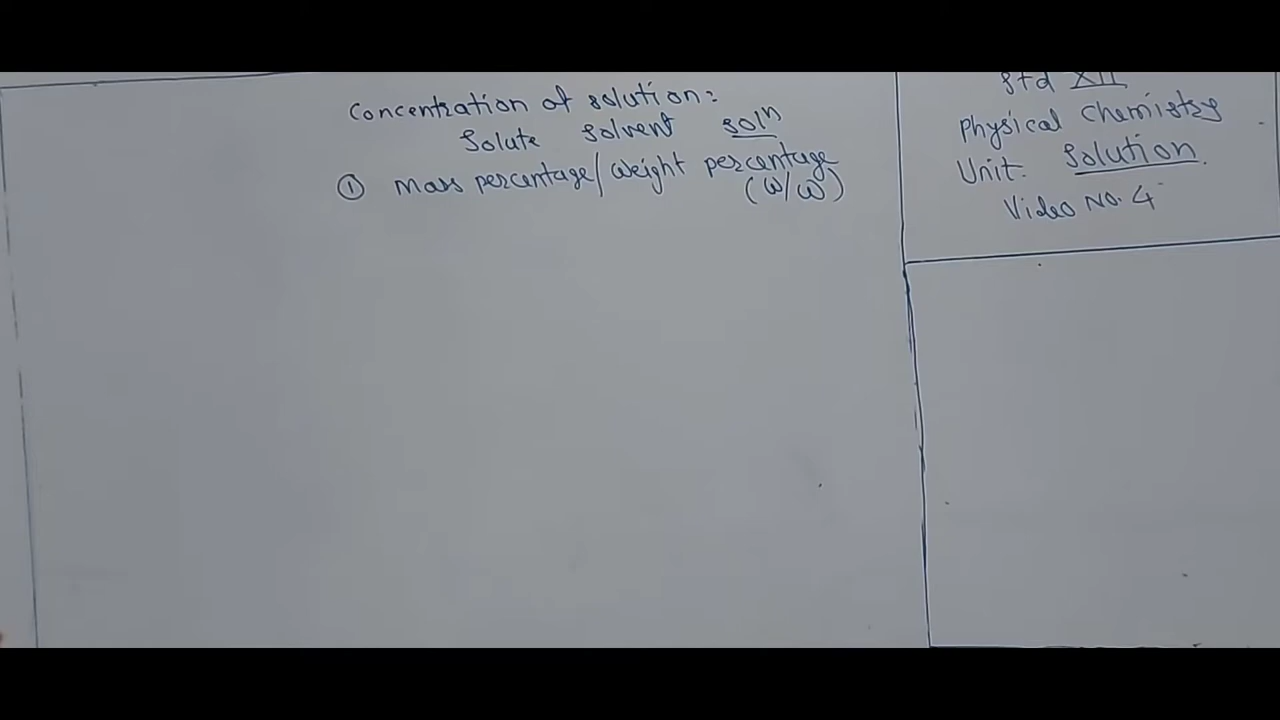 Concentration of solution:
Solute Solvent solⁿ
① Mass percentage/Weight percentage
(W/W)
Std XII
Physical Chemistry
Unit: Solution.
Video No. 4